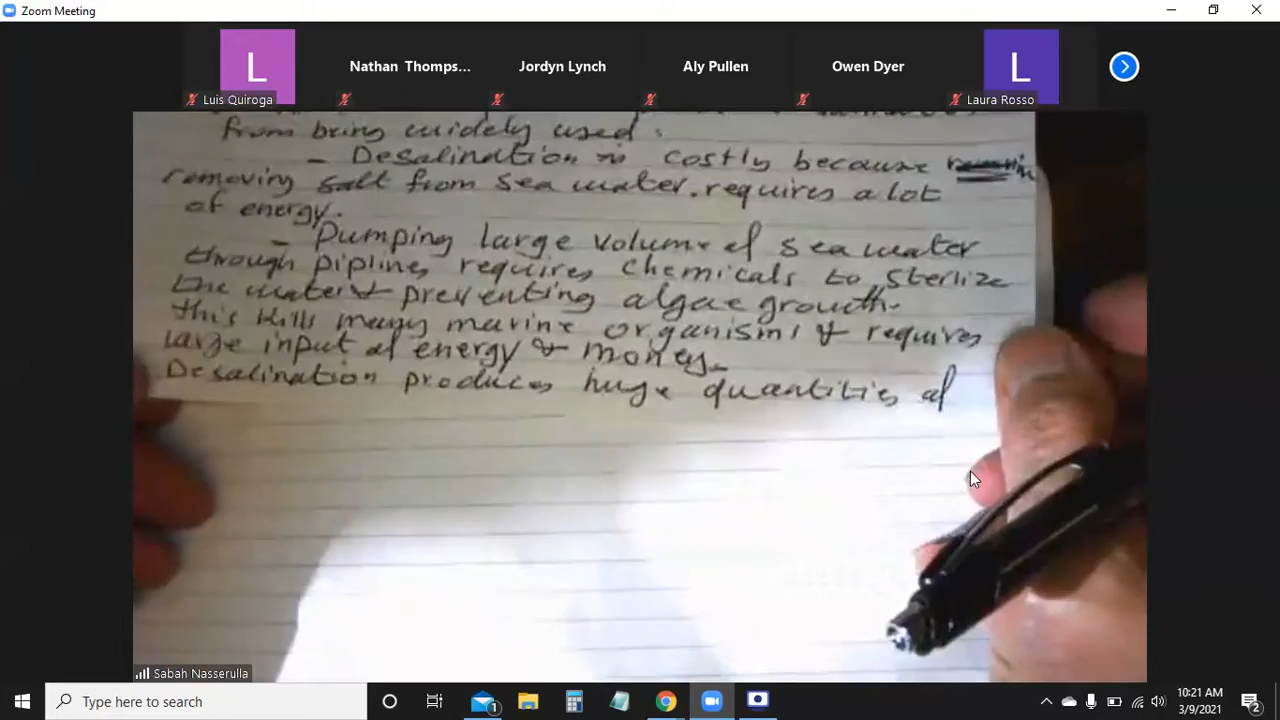 Zoom Meeting
L
L
Nathan Thomps...
Jordyn Lynch
Aly Pullen
Owen Dyer
Luis Quiroga
Laura Rosso
from being widely used.
- Desalination is costly because
removing salt from sea water. requires a lot
of energy.
- Pumping large volume of sea water
through piplines requires chemicals to sterlize
the water & preventing algae growth.
this kills many marine organisms & requires
large input of energy & money.
Desalination produces huge quantities of
Sabah Nasserulla
Type here to search
1
10:21 AM
3/9/2021
2